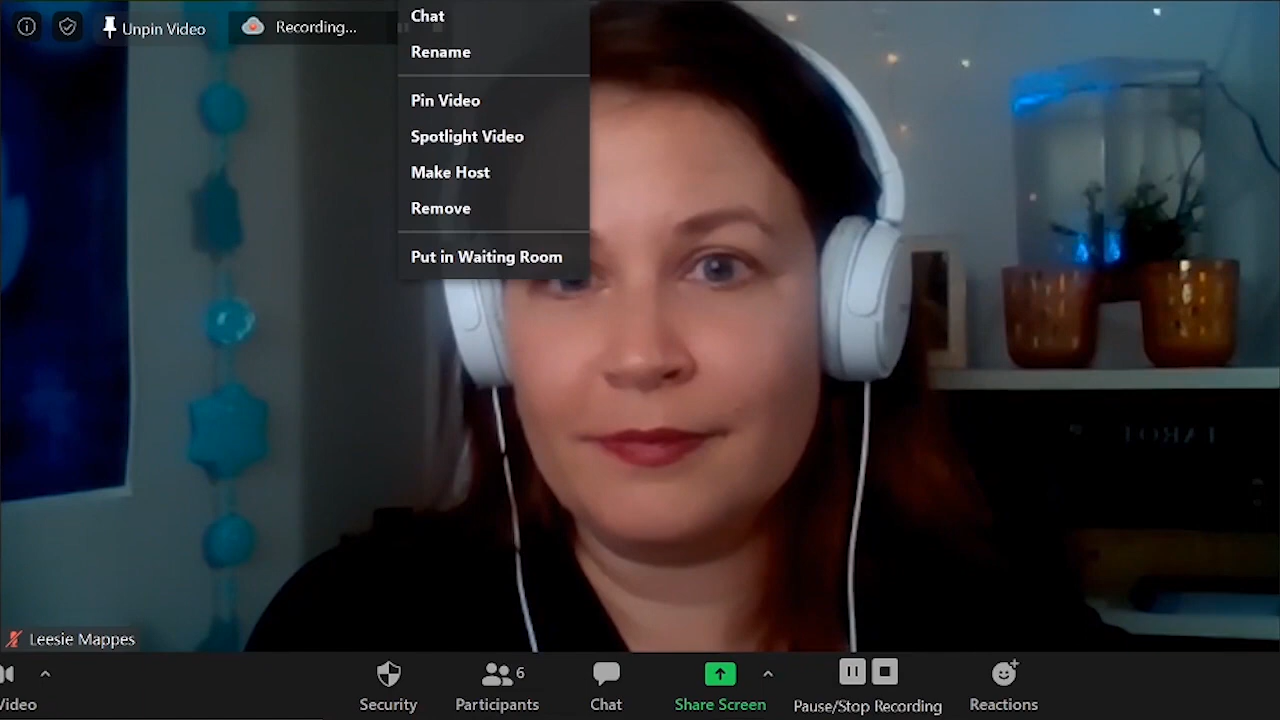 Unpin Video
Recording...
Chat
Rename
Pin Video
Spotlight Video
Make Host
Remove
Put in Waiting Room
TAROT
Leesie Mappes
Video
Security
Participants
6
Chat
Share Screen
Pause/Stop Recording
Reactions